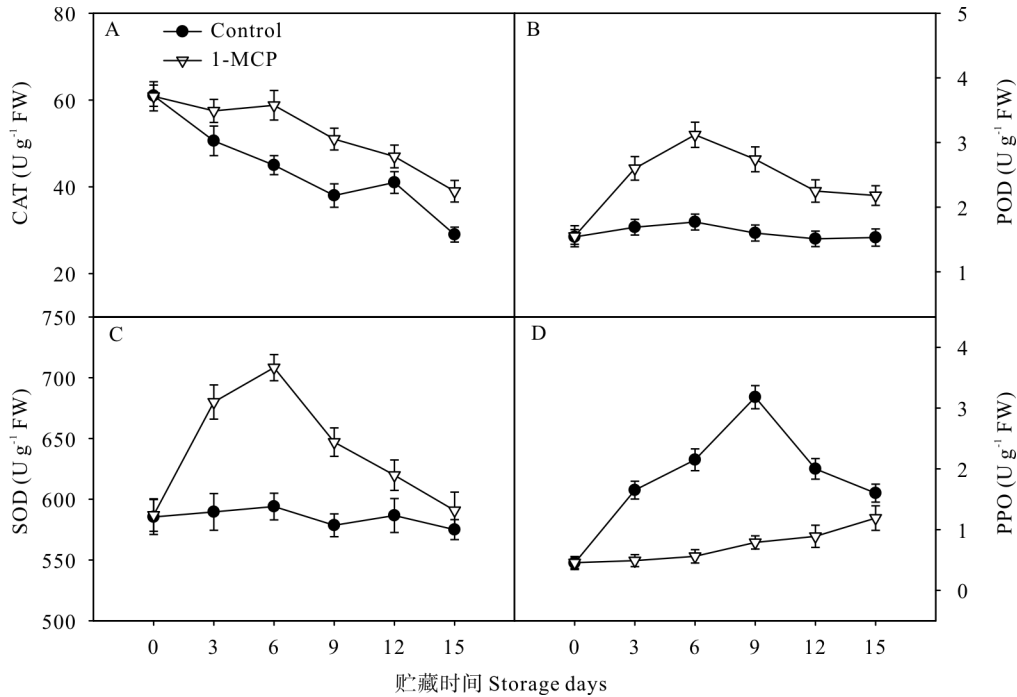 A
Control
1-MCP
80
60
40
20
CAT (U g-1 FW)
B
5
4
3
2
1
POD (U g-1 FW)
C
750
700
650
600
550
500
SOD (U g-1 FW)
D
4
3
2
1
0
PPO (U g-1 FW)
0 3 6 9 12 15
0 3 6 9 12 15
贮藏时间 Storage days